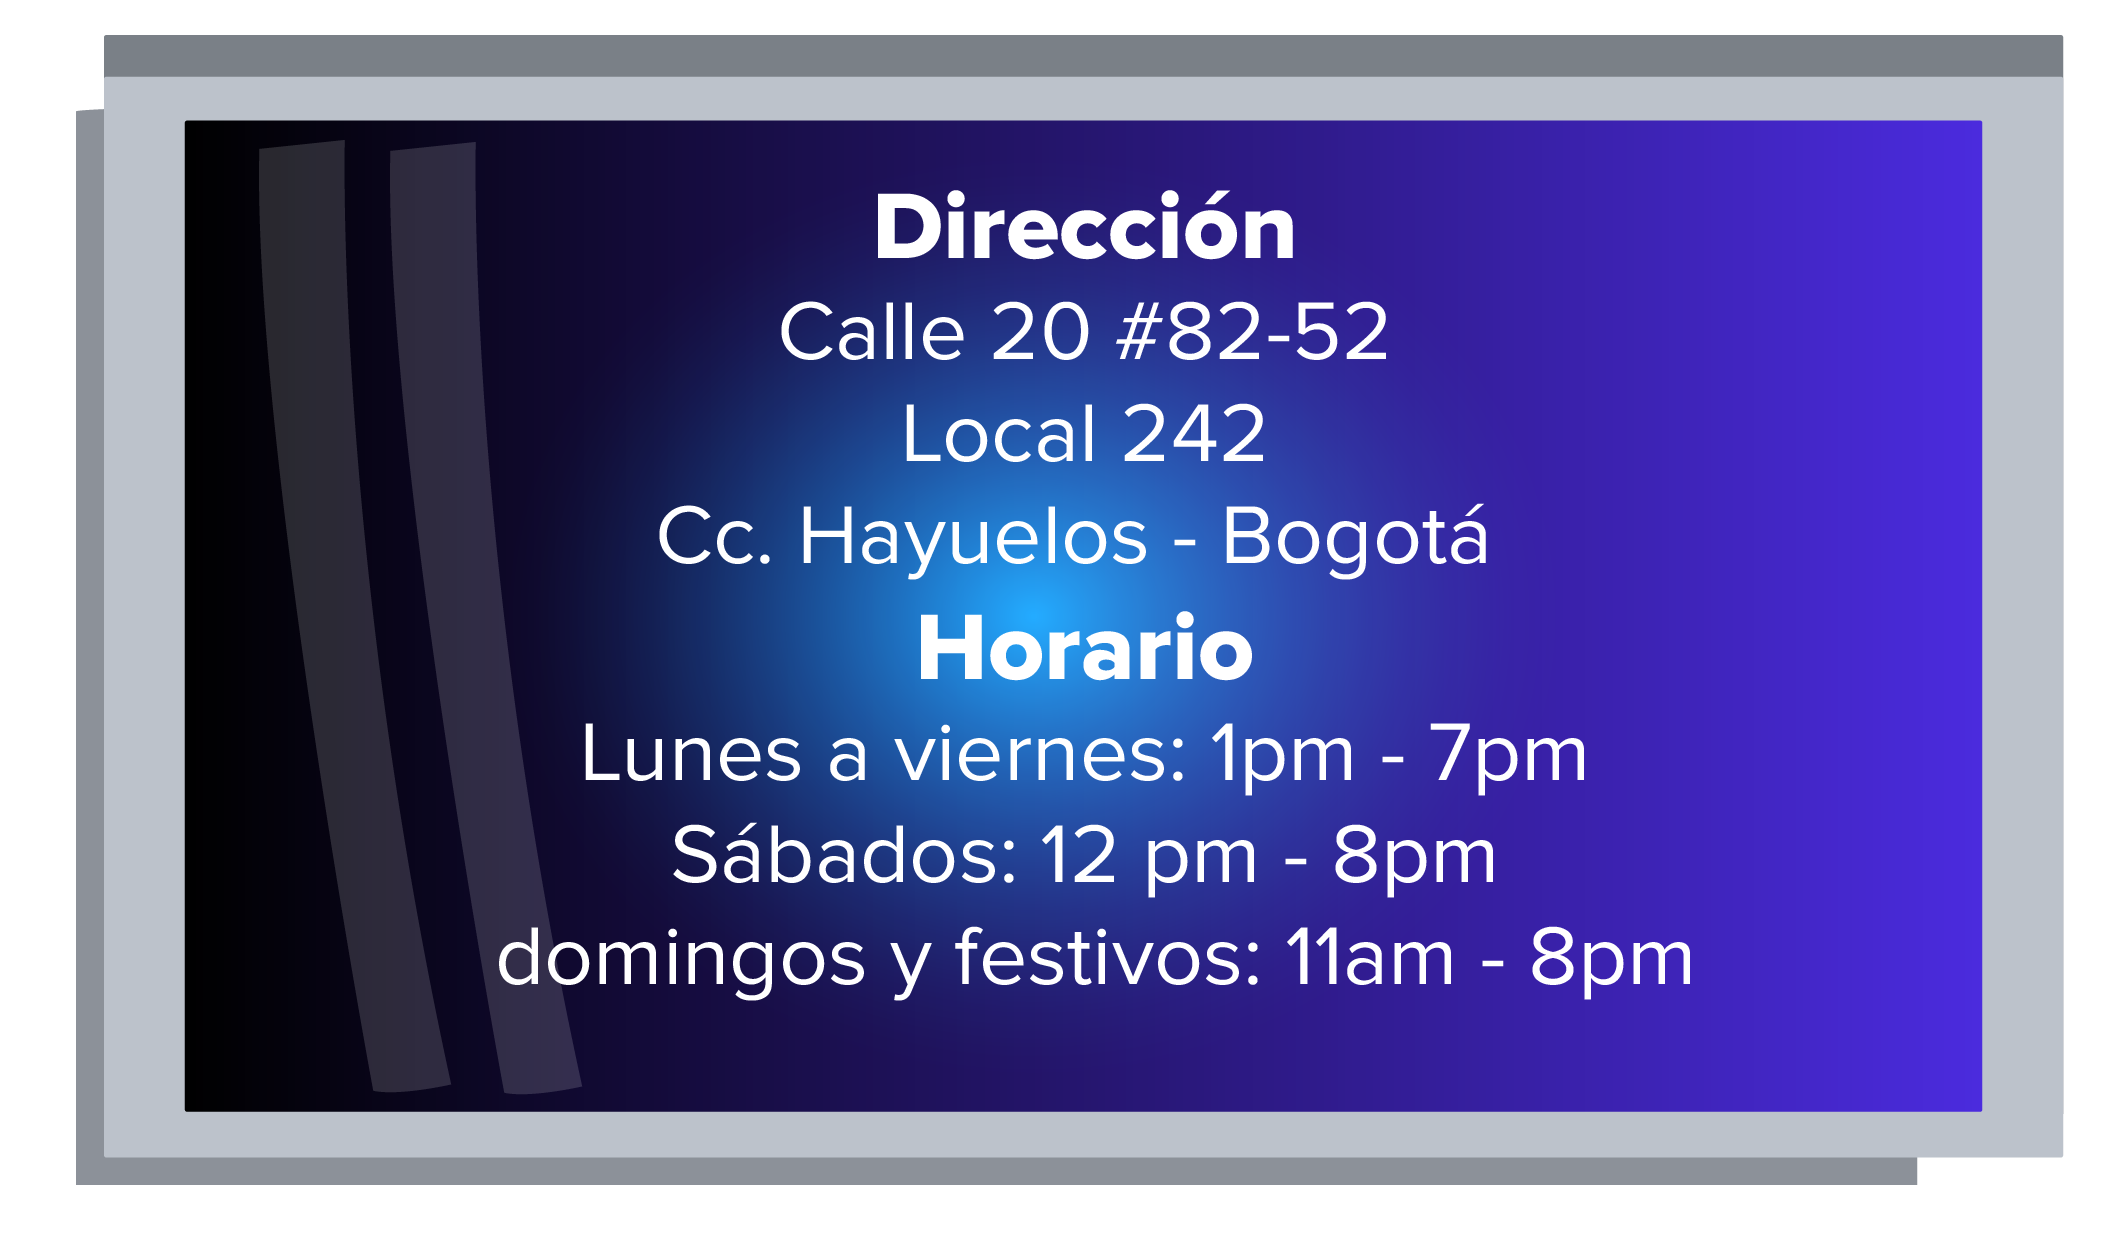 Dirección
Calle 20 #82-52
Local 242
Cc. Hayuelos - Bogotá
Horario
Lunes a viernes: 1pm - 7pm
Sábados: 12 pm - 8pm
domingos y festivos: 11am - 8pm